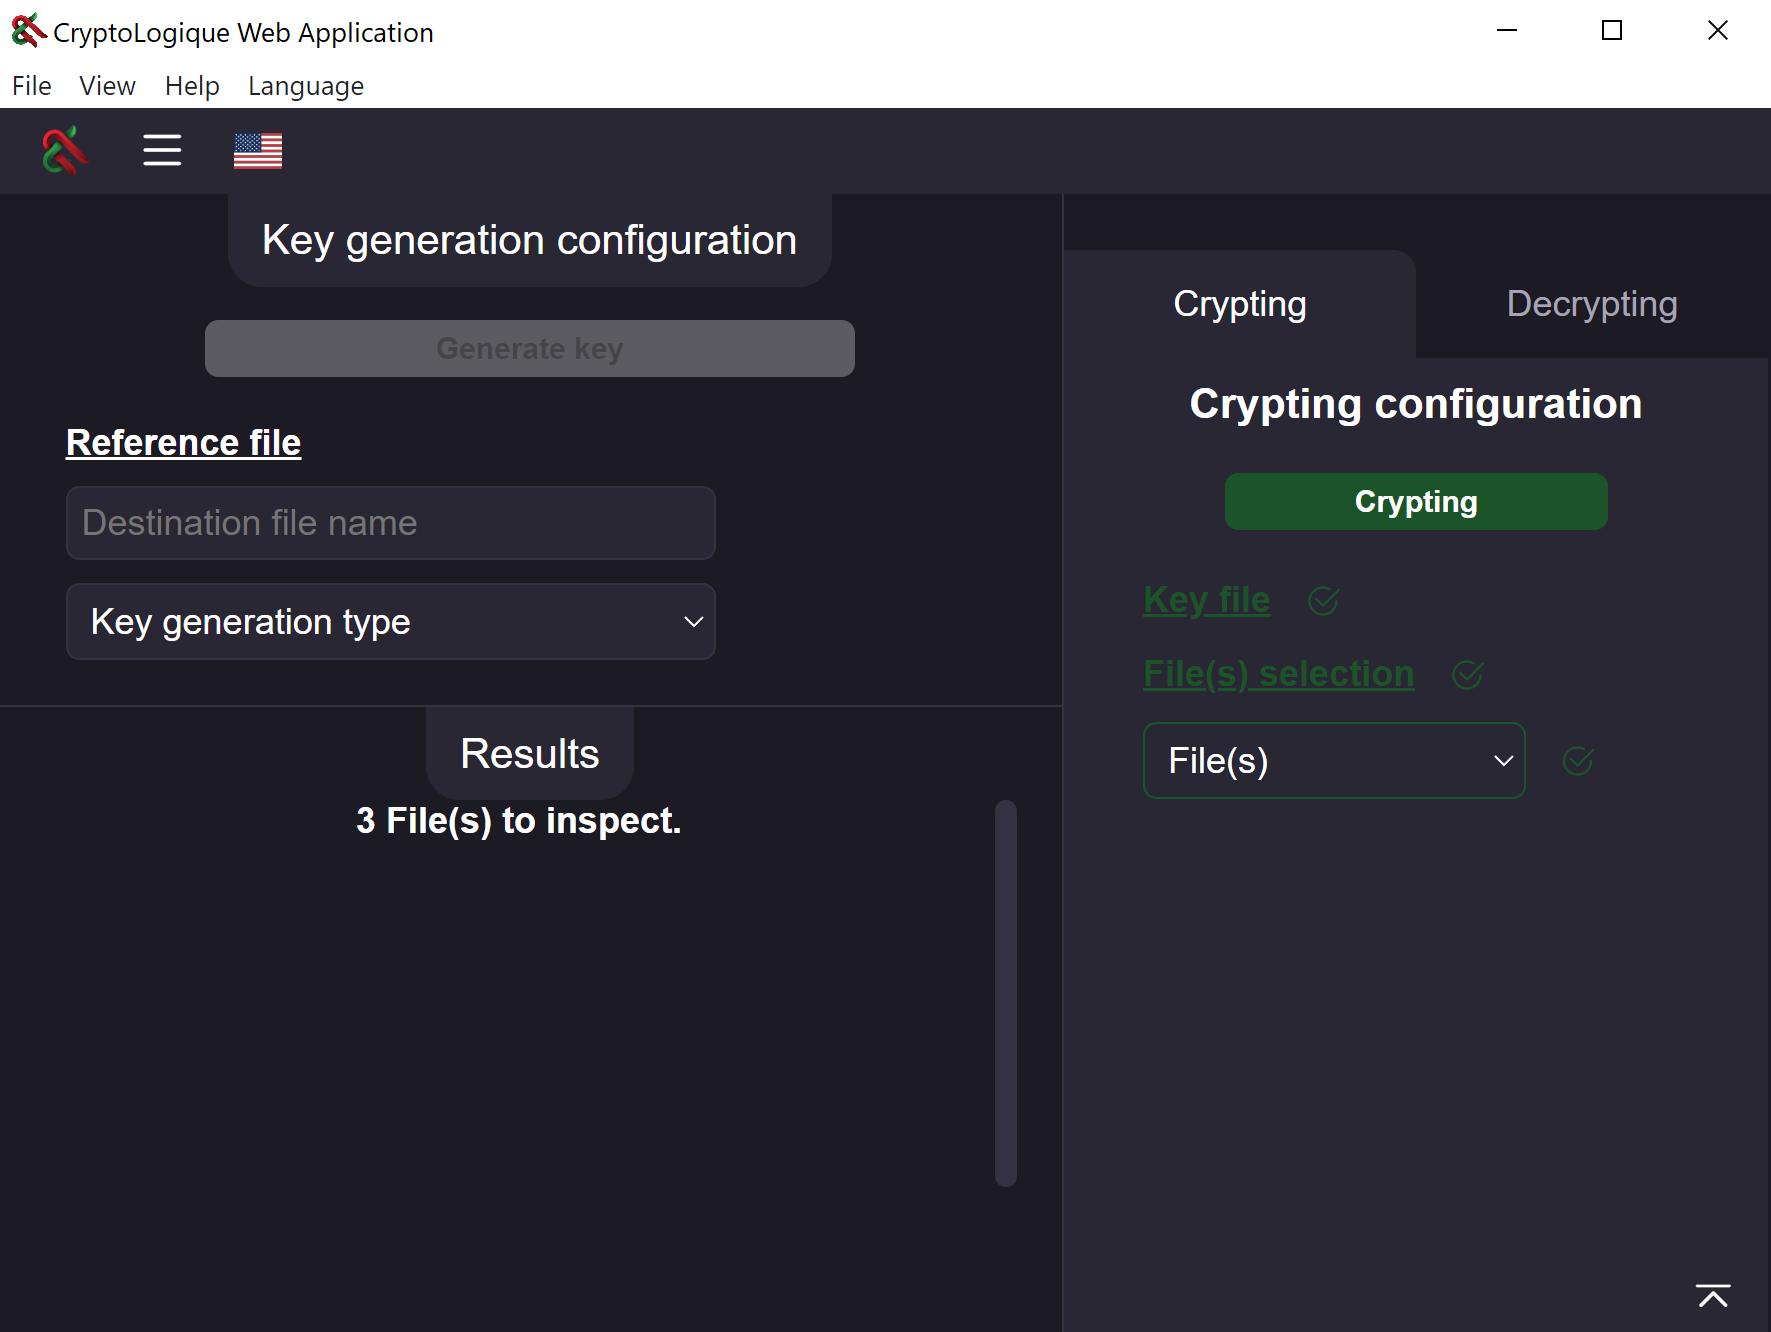 CryptoLogique Web Application
File View Help Language
Key generation configuration
Generate key
Reference file
Destination file name
Key generation type
Results
3 File(s) to inspect.
Crypting Decrypting
Crypting configuration
Crypting
Key file
File(s) selection
File(s)